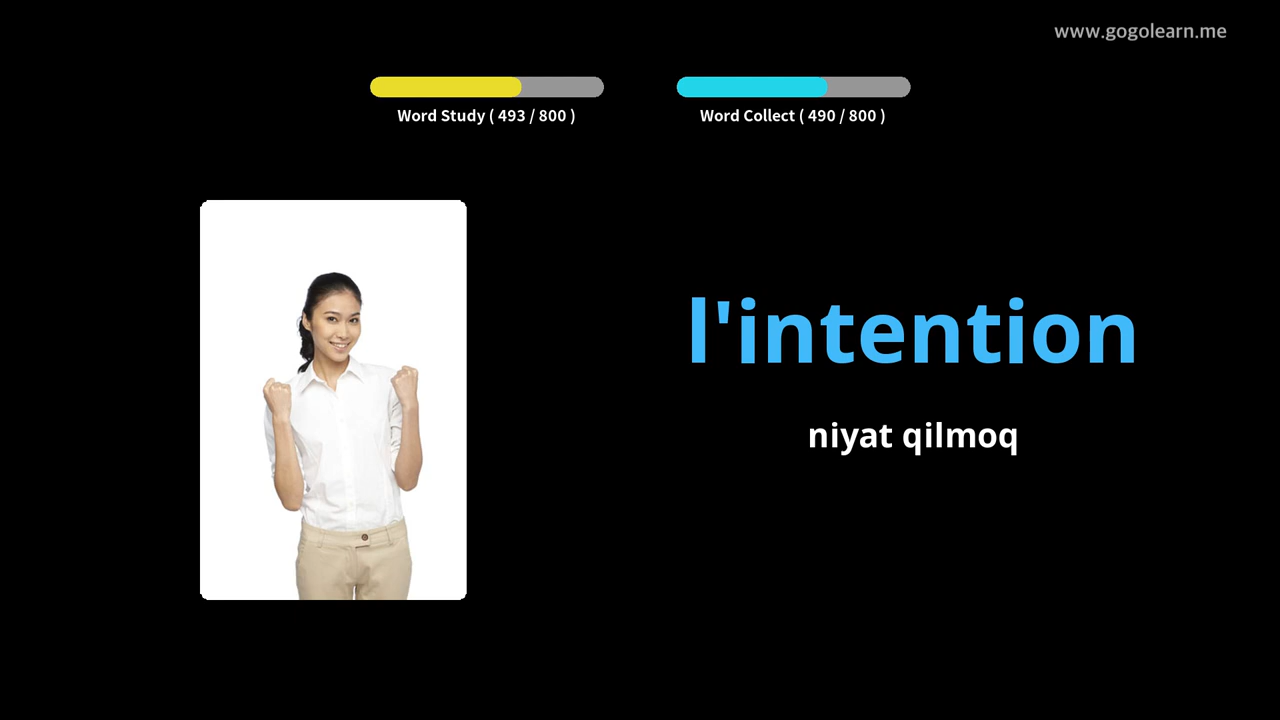 www.gogolearn.me
Word Study ( 493 / 800 )
Word Collect ( 490 / 800 )
l'intention
niyat qilmoq